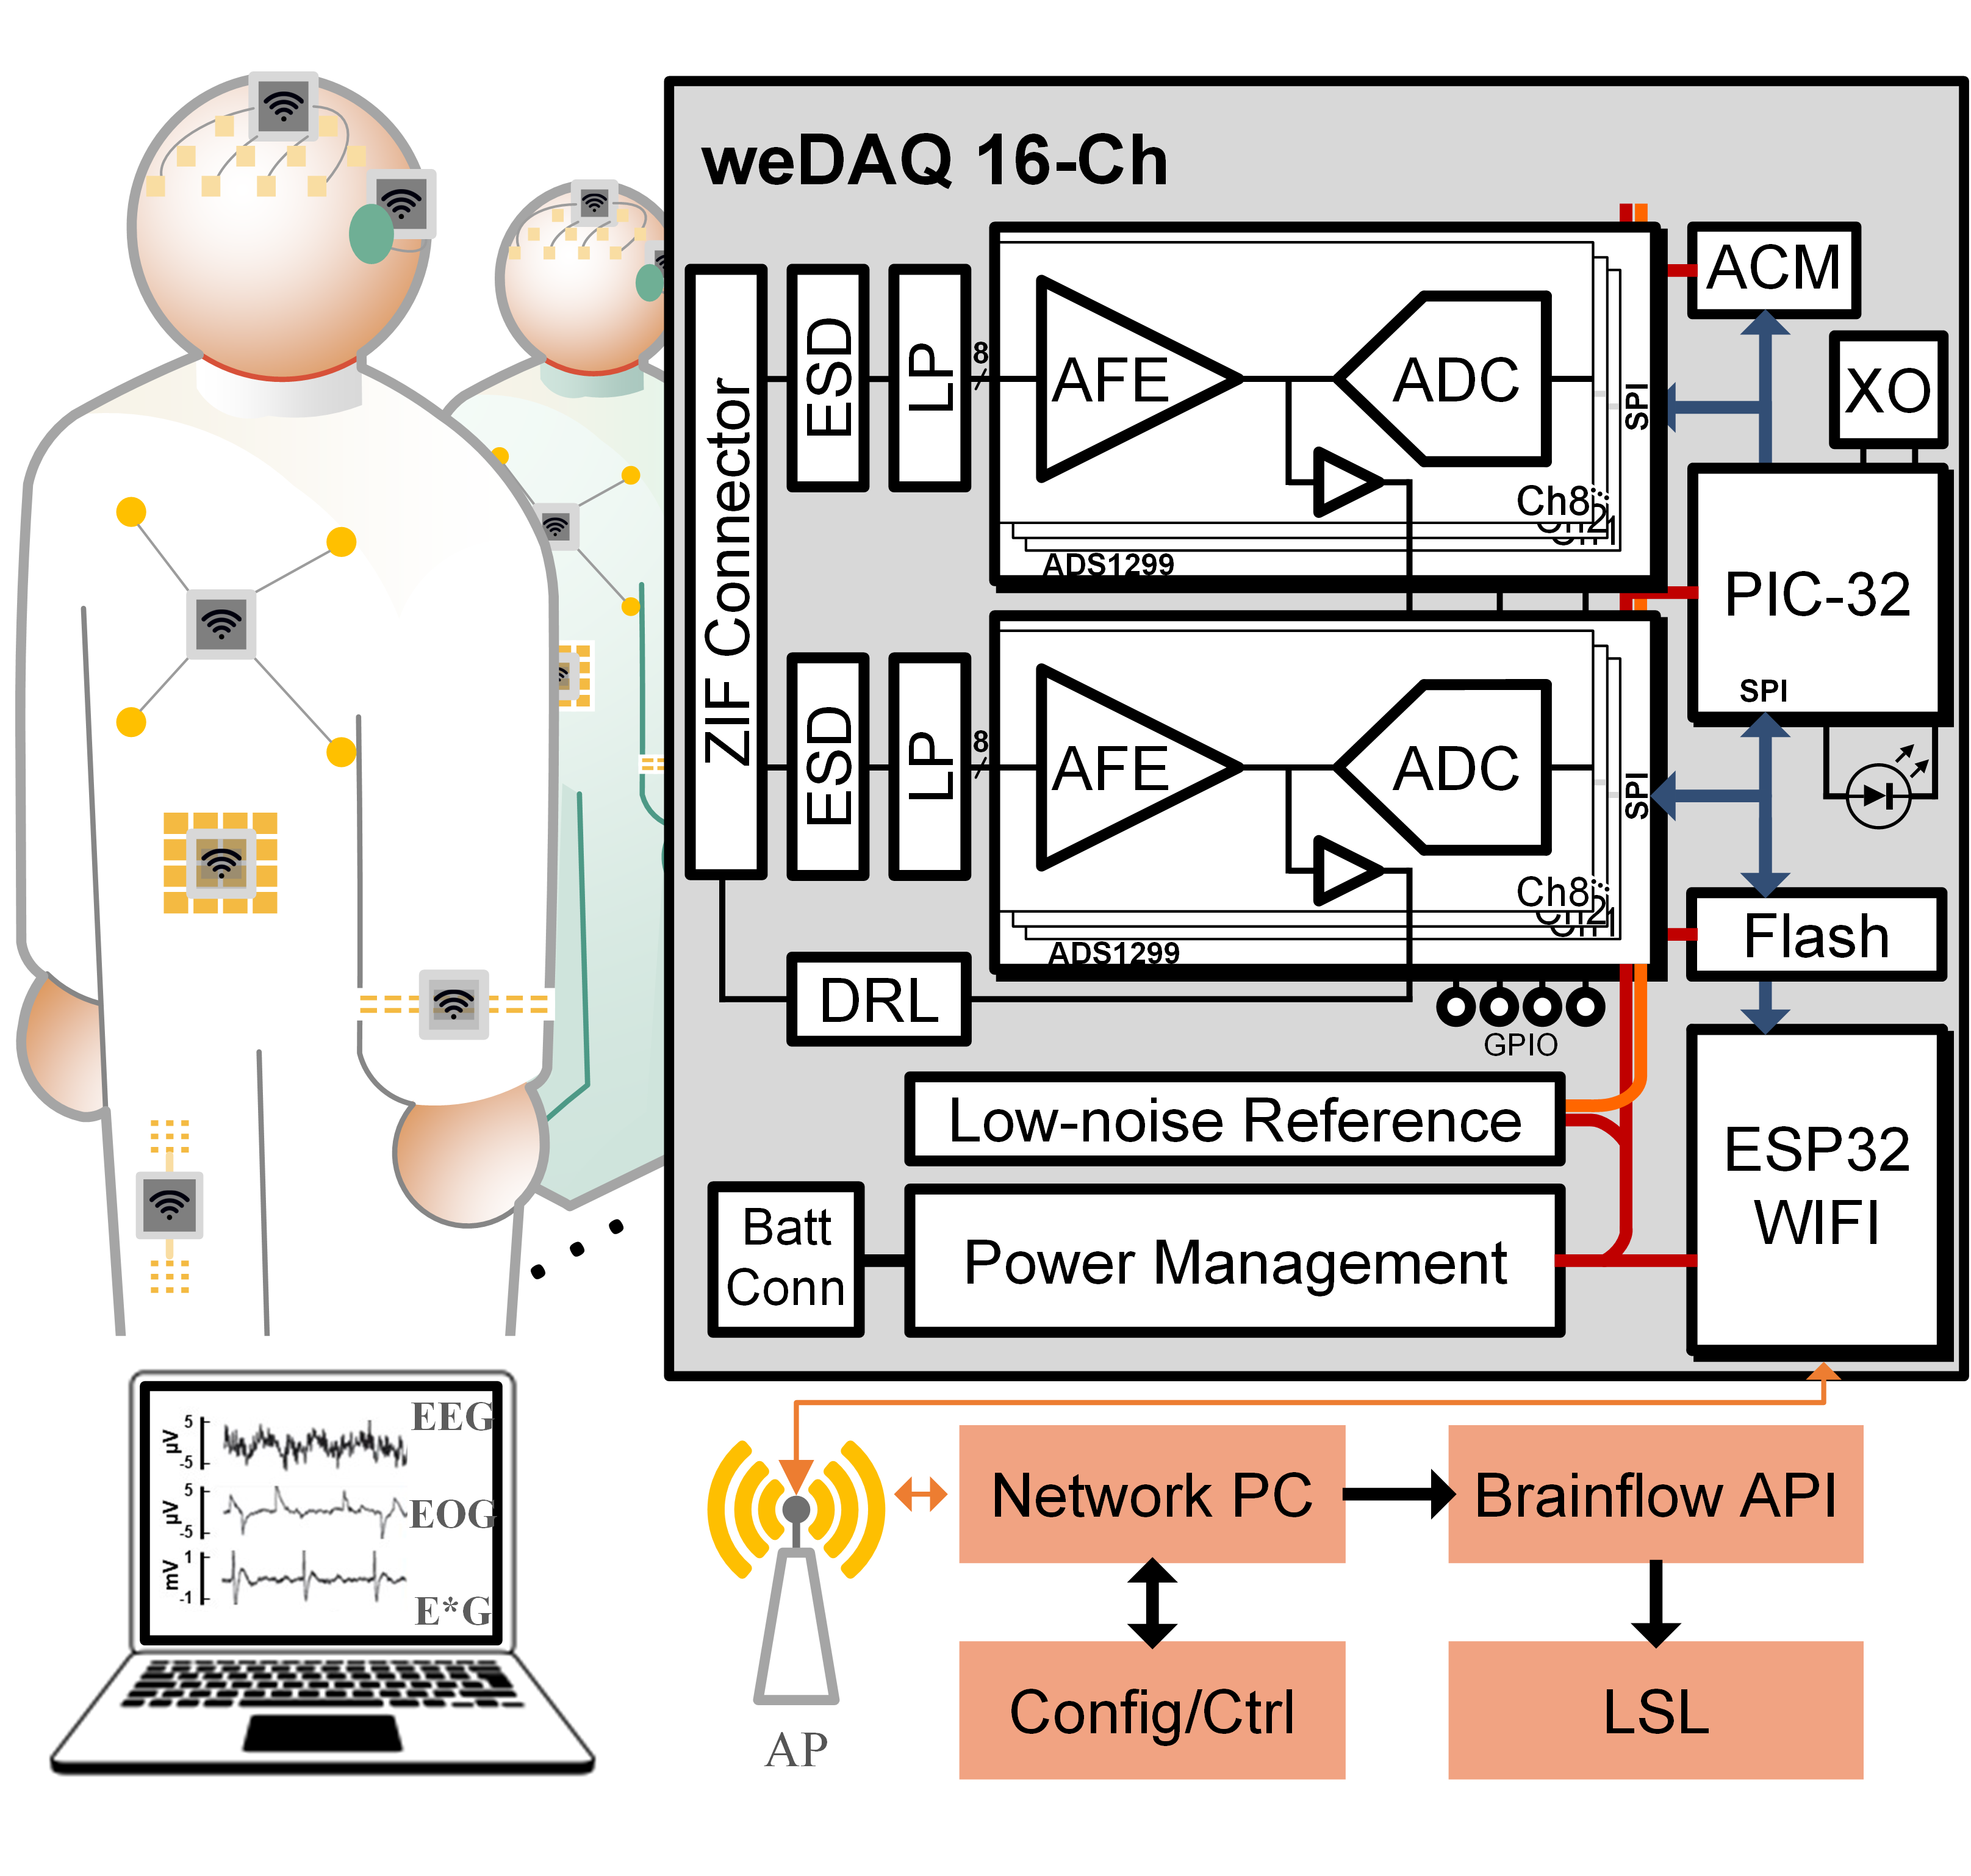 weDAQ 16-Ch
ZIF Connector
ESD
LP
8
AFE
ADC
SPI
Ch8
Ch2
Ch1
ADS1299
ACM
XO
PIC-32
SPI
ESD
LP
8
AFE
ADC
SPI
Ch8
Ch2
Ch1
ADS1299
Flash
DRL
GPIO
Low-noise Reference
Batt
Conn
Power Management
ESP32
WIFI
5
µV
-5
EEG
5
µV
-5
EOG
1
mV
-1
E*G
AP
Network PC
Brainflow API
Config/Ctrl
LSL